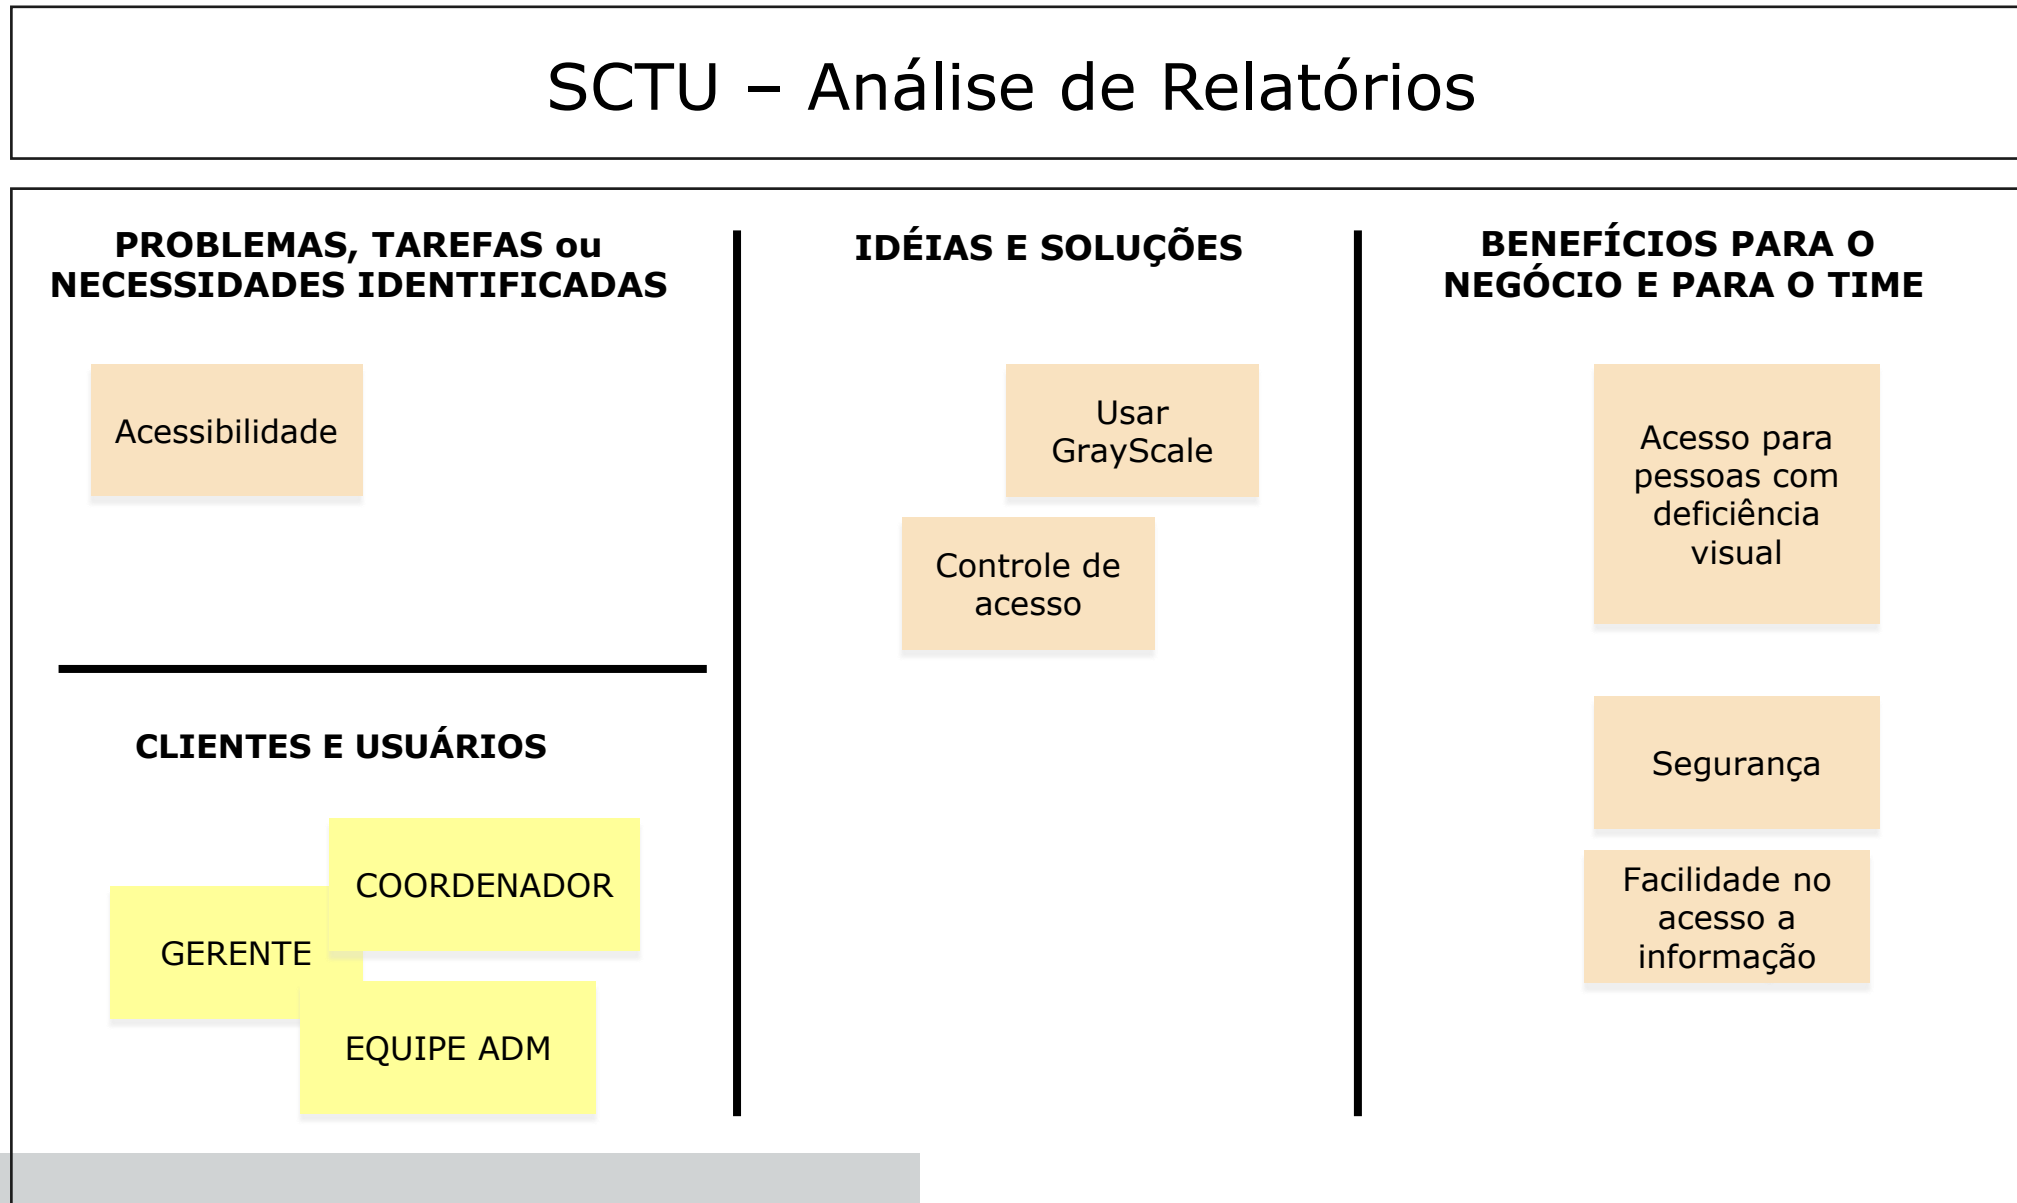 SCTU – Análise de Relatórios
PROBLEMAS, TAREFAS ou
NECESSIDADES IDENTIFICADAS
Acessibilidade
CLIENTES E USUÁRIOS
COORDENADOR
GERENTE
EQUIPE ADM
IDÉIAS E SOLUÇÕES
Usar
GrayScale
Controle de
acesso
BENEFÍCIOS PARA O
NEGÓCIO E PARA O TIME
Acesso para
pessoas com
deficiência
visual
Segurança
Facilidade no
acesso a
informação